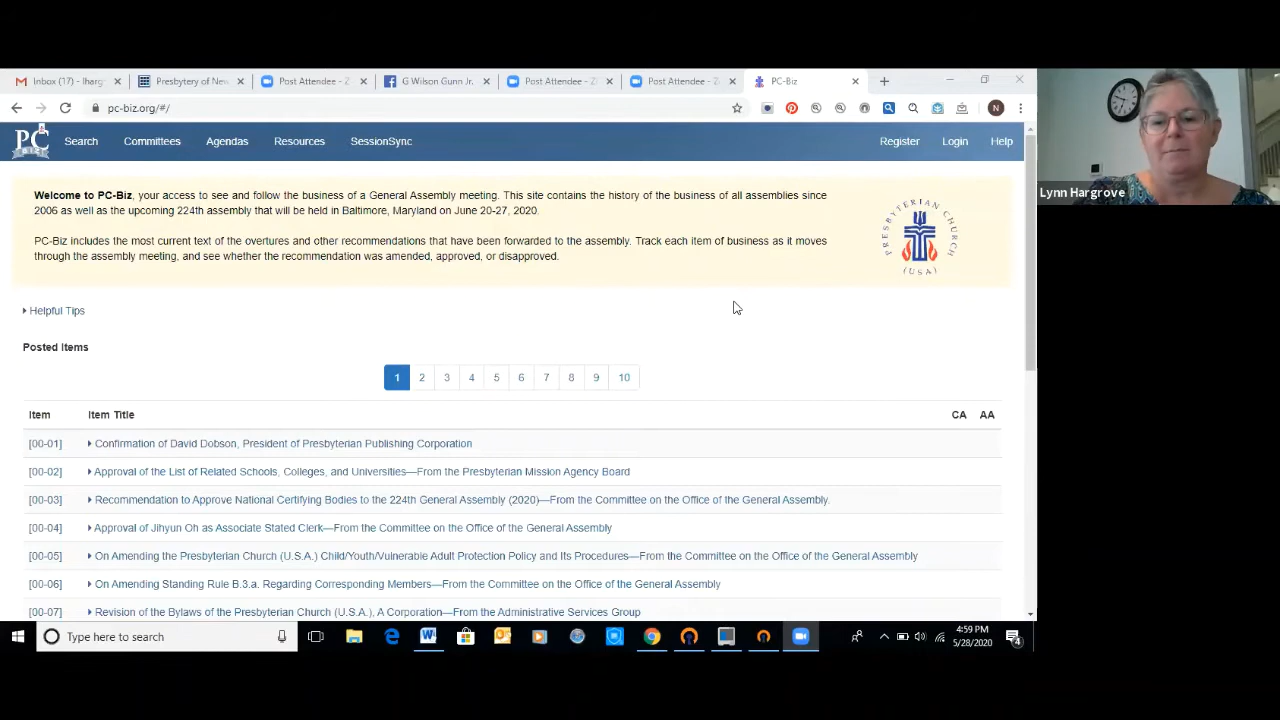 Inbox (17) - lharg
Presbytery of New
Post Attendee - Z
G Wilson Gunn Jr.
Post Attendee - Z
Post Attendee - Z
PC-Biz
pc-biz.org/#/
N
PC
BIZ
Search
Committees
Agendas
Resources
SessionSync
Register
Login
Help
Welcome to PC-Biz, your access to see and follow the business of a General Assembly meeting. This site contains the history of the business of all assemblies since
2006 as well as the upcoming 224th assembly that will be held in Baltimore, Maryland on June 20-27, 2020.
PC-Biz includes the most current text of the overtures and other recommendations that have been forwarded to the assembly. Track each item of business as it moves
through the assembly meeting, and see whether the recommendation was amended, approved, or disapproved.
PRESBYTERIAN CHURCH
(USA)
Lynn Hargrove
Helpful Tips
Posted Items
1 2 3 4 5 6 7 8 9 10
Item Item Title CA AA
[00-01] Confirmation of David Dobson, President of Presbyterian Publishing Corporation
[00-02] Approval of the List of Related Schools, Colleges, and Universities—From the Presbyterian Mission Agency Board
[00-03] Recommendation to Approve National Certifying Bodies to the 224th General Assembly (2020)—From the Committee on the Office of the General Assembly.
[00-04] Approval of Jihyun Oh as Associate Stated Clerk—From the Committee on the Office of the General Assembly
[00-05] On Amending the Presbyterian Church (U.S.A.) Child/Youth/Vulnerable Adult Protection Policy and Its Procedures—From the Committee on the Office of the General Assembly
[00-06] On Amending Standing Rule B.3.a. Regarding Corresponding Members—From the Committee on the Office of the General Assembly
[00-07] Revision of the Bylaws of the Presbyterian Church (U.S.A.), A Corporation—From the Administrative Services Group
Type here to search
4:59 PM
5/28/2020
4